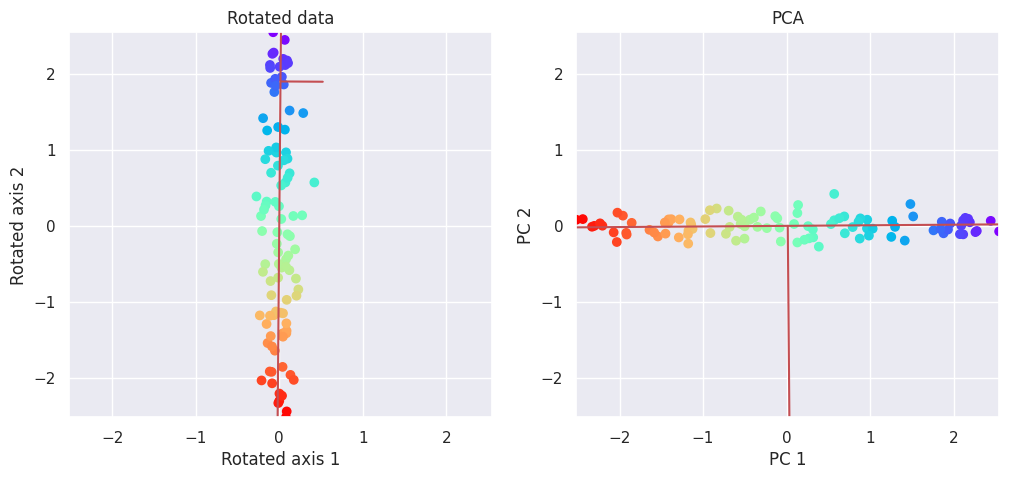 Rotated data
2
1
0
−1
−2
Rotated axis 2
−2 −1 0 1 2
Rotated axis 1
PCA
2
1
0
−1
−2
PC 2
−2 −1 0 1 2
PC 1